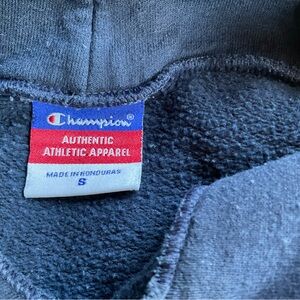 Champion®
AUTHENTIC
ATHLETIC APPAREL
MADE IN HONDURAS
S